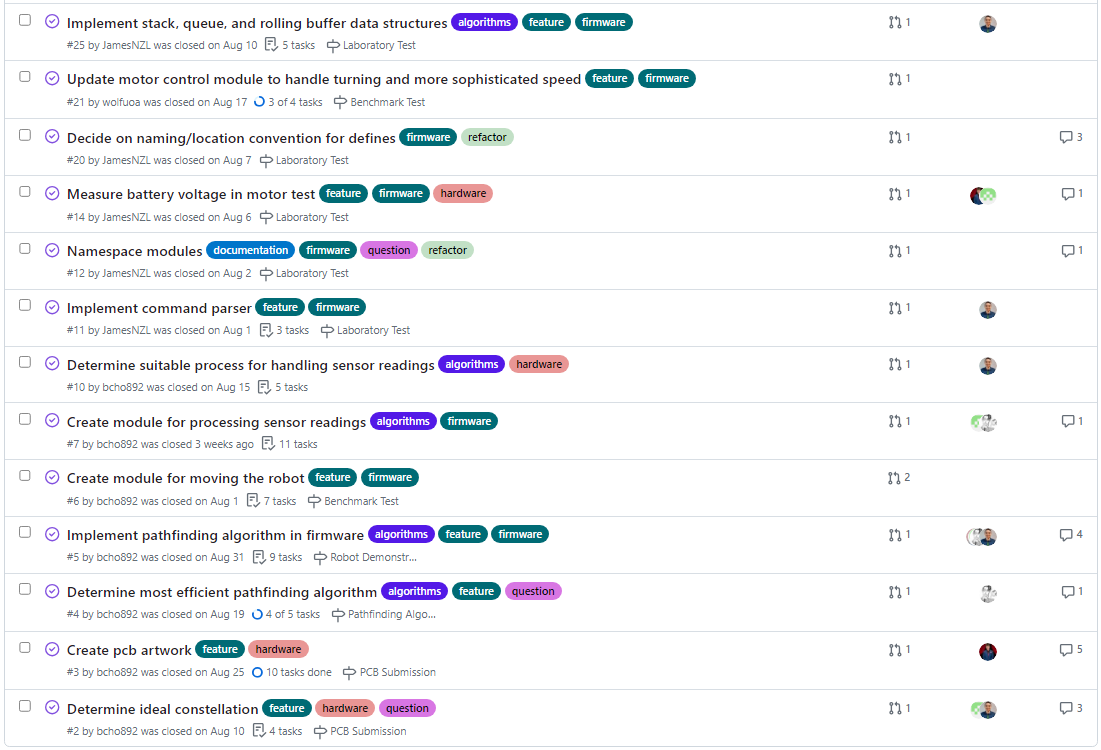 Implement stack, queue, and rolling buffer data structures algorithms feature firmware 1
#25 by JamesNZL was closed on Aug 10 5 tasks Laboratory Test
Update motor control module to handle turning and more sophisticated speed feature firmware 1
#21 by wolfuoa was closed on Aug 17 3 of 4 tasks Benchmark Test
Decide on naming/location convention for defines firmware refactor 1 3
#20 by JamesNZL was closed on Aug 7 Laboratory Test
Measure battery voltage in motor test feature firmware hardware 1 1
#14 by JamesNZL was closed on Aug 6 Laboratory Test
Namespace modules documentation firmware question refactor 1 1
#12 by JamesNZL was closed on Aug 2 Laboratory Test
Implement command parser feature firmware 1
#11 by JamesNZL was closed on Aug 1 3 tasks Laboratory Test
Determine suitable process for handling sensor readings algorithms hardware 1
#10 by bcho892 was closed on Aug 15 5 tasks
Create module for processing sensor readings algorithms firmware 1 1
#7 by bcho892 was closed 3 weeks ago 11 tasks
Create module for moving the robot feature firmware 2
#6 by bcho892 was closed on Aug 1 7 tasks Benchmark Test
Implement pathfinding algorithm in firmware algorithms feature firmware 1 4
#5 by bcho892 was closed on Aug 31 9 tasks Robot Demonstr...
Determine most efficient pathfinding algorithm algorithms feature question 1 1
#4 by bcho892 was closed on Aug 19 4 of 5 tasks Pathfinding Algo...
Create pcb artwork feature hardware 1 5
#3 by bcho892 was closed on Aug 25 10 tasks done PCB Submission
Determine ideal constellation feature hardware question 1 3
#2 by bcho892 was closed on Aug 10 4 tasks PCB Submission